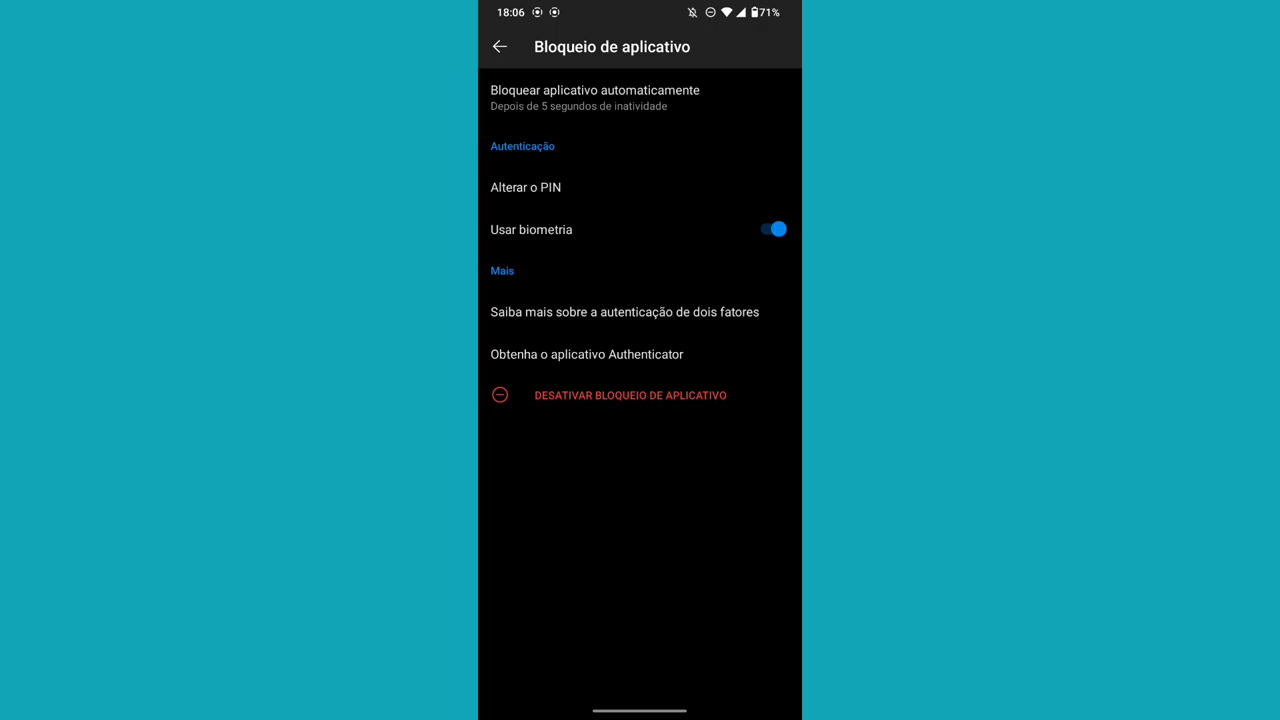 18:06 71%
Bloqueio de aplicativo
Bloquear aplicativo automaticamente
Depois de 5 segundos de inatividade
Autenticação
Alterar o PIN
Usar biometria
Mais
Saiba mais sobre a autenticação de dois fatores
Obtenha o aplicativo Authenticator
DESATIVAR BLOQUEIO DE APLICATIVO